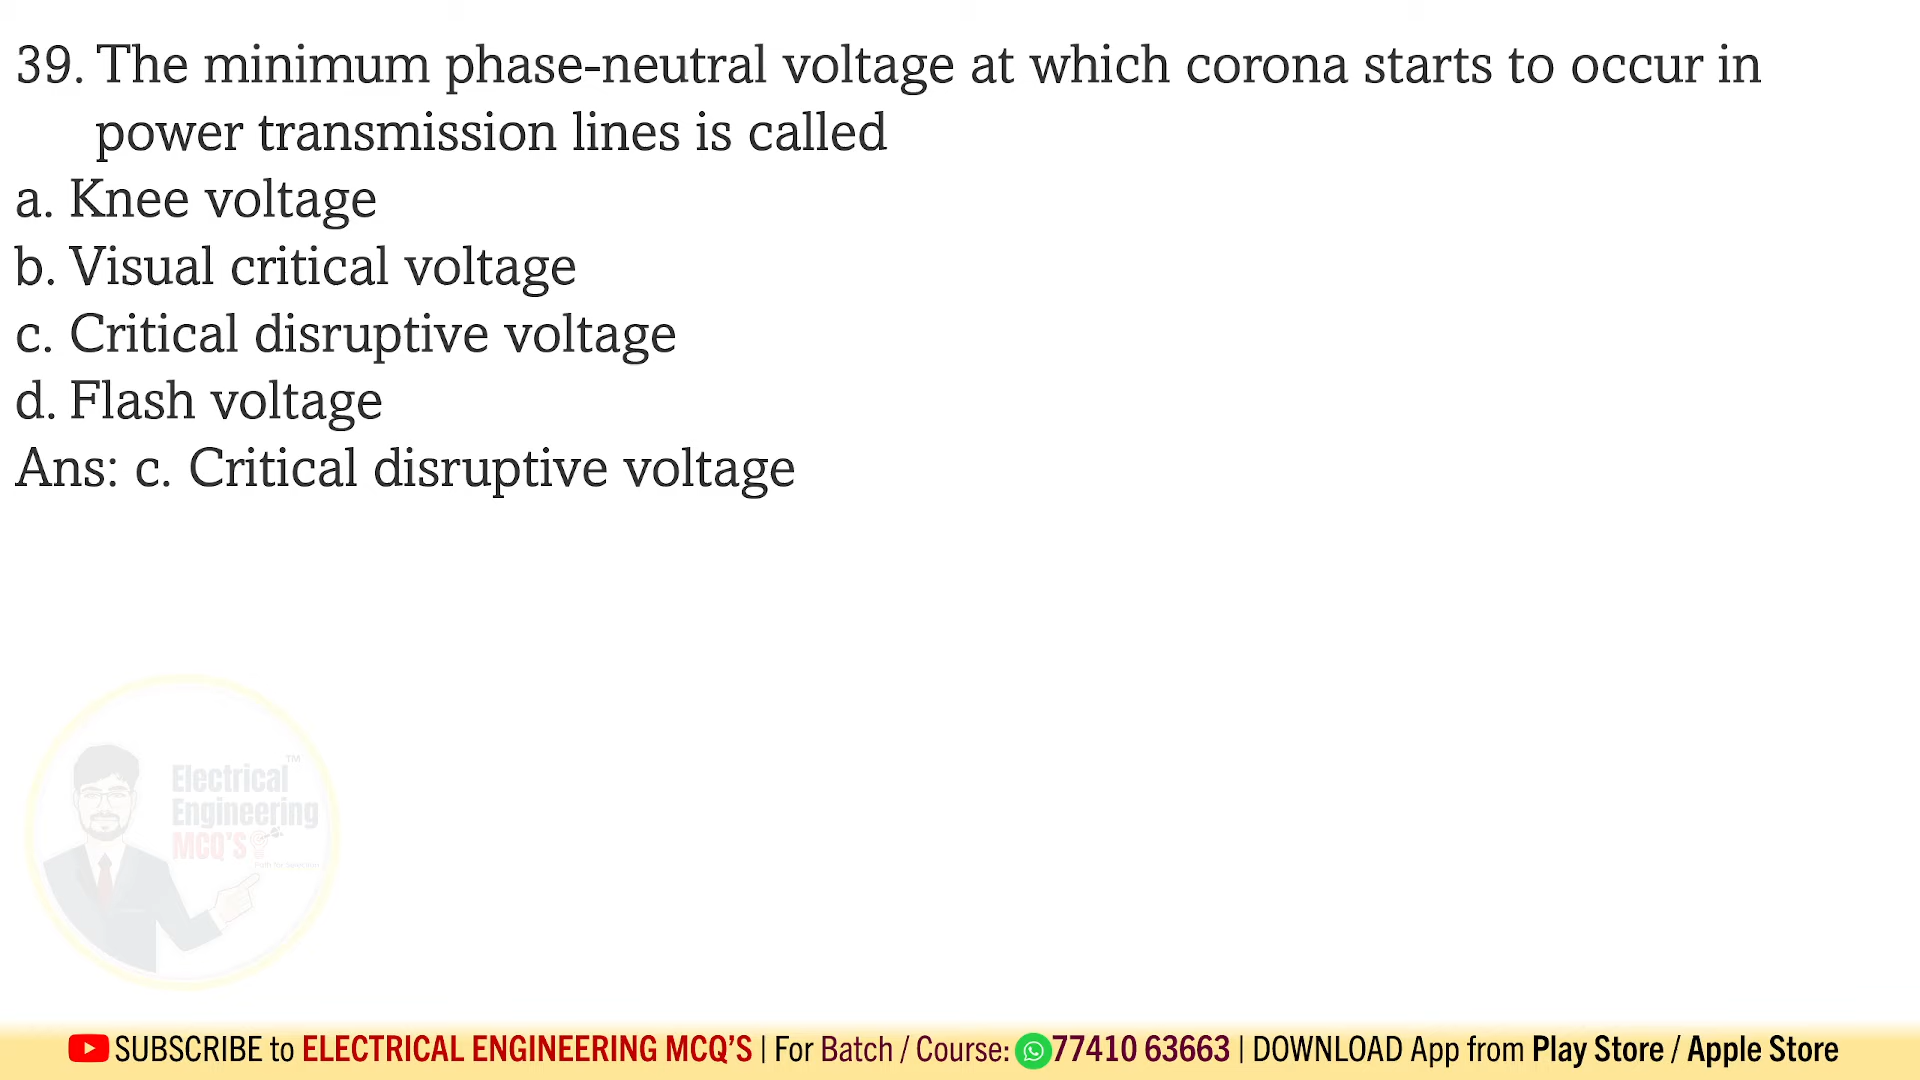 39. The minimum phase-neutral voltage at which corona starts to occur in
power transmission lines is called
a. Knee voltage
b. Visual critical voltage
c. Critical disruptive voltage
d. Flash voltage
Ans: c. Critical disruptive voltage
Electrical
TM
Engineering
MCQ'S
SUBSCRIBE to ELECTRICAL ENGINEERING MCQ'S | For Batch / Course: 77410 63663 | DOWNLOAD App from Play Store / Apple Store